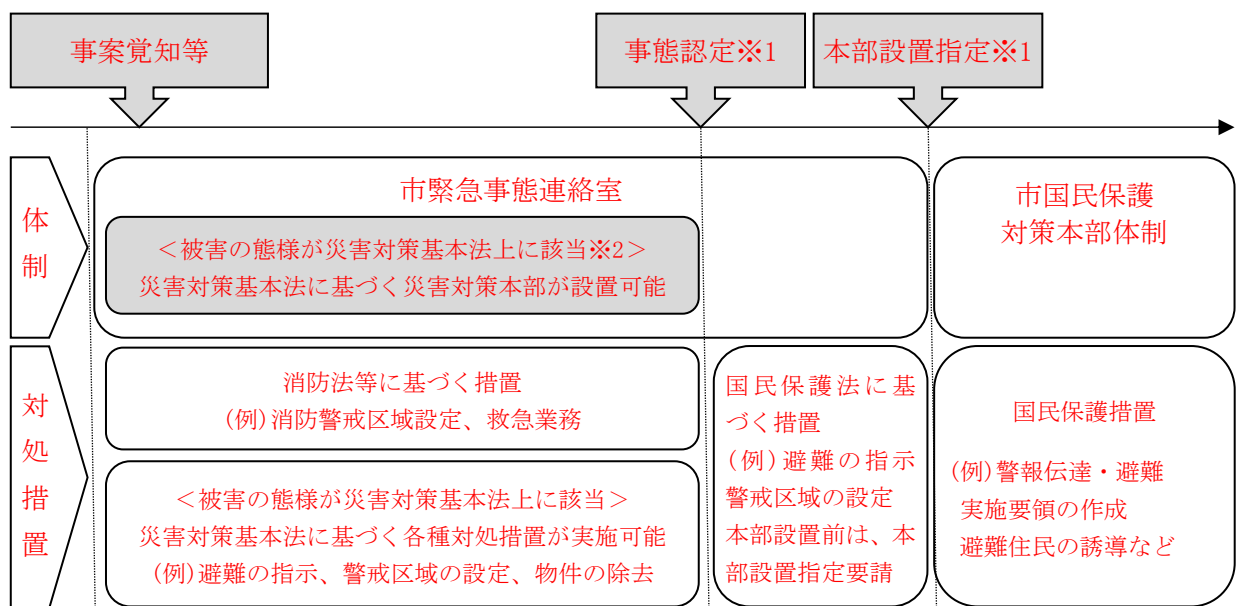 事案覚知等
事態認定※1
本部設置指定※1
体制
市緊急事態連絡室
＜被害の態様が災害対策基本法上に該当※2＞
災害対策基本法に基づく災害対策本部が設置可能
市国民保護
対策本部体制
対処措置
消防法等に基づく措置
(例)消防警戒区域設定、救急業務
＜被害の態様が災害対策基本法上に該当＞
災害対策基本法に基づく各種対処措置が実施可能
(例)避難の指示、警戒区域の設定、物件の除去
国民保護法に基
づく措置
(例)避難の指示
警戒区域の設定
本部設置前は、本
部設置指定要請
国民保護措置
(例)警報伝達・避難
実施要領の作成
避難住民の誘導など